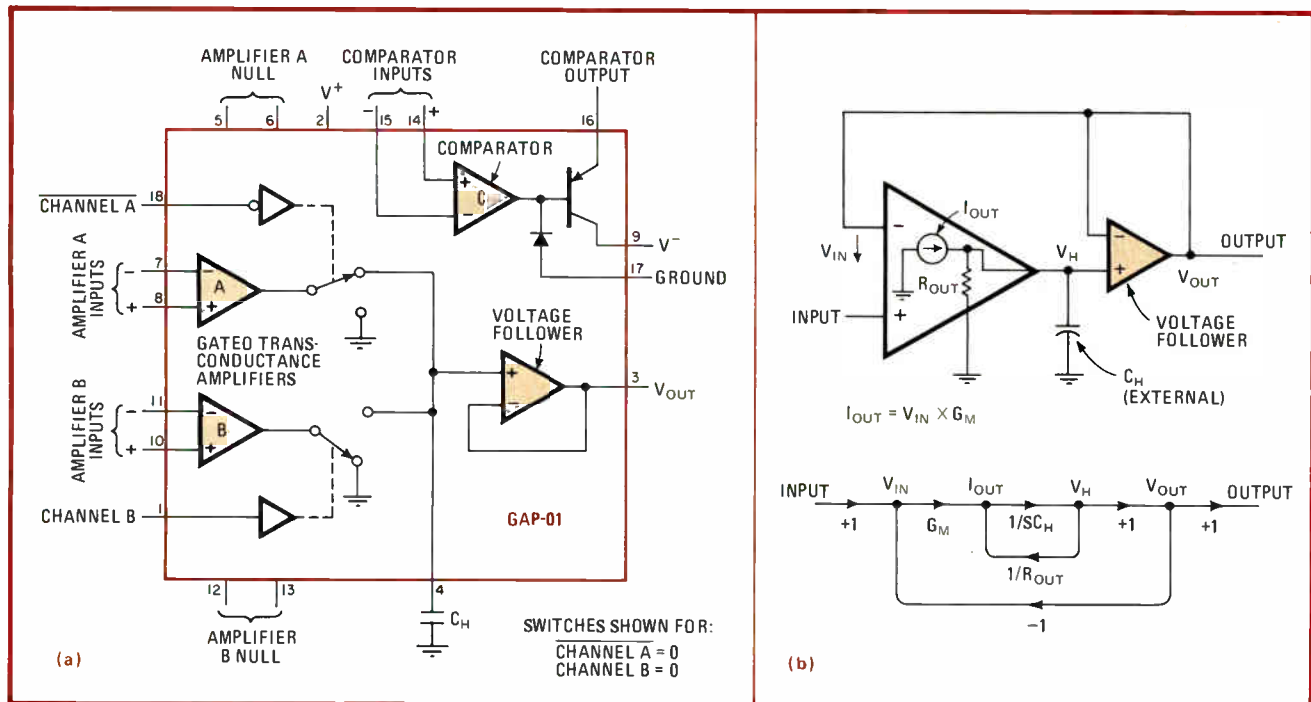 AMPLIFIER A
NULL
COMPARATOR
INPUTS
COMPARATOR
OUTPUT
V+
− +
5 6 2 15 14 16
COMPARATOR
CHANNEL A
18
+
C
−
9 V−
17 GROUND
AMPLIFIER A
INPUTS
− 7 −
+ 8 +
A
GATED TRANS-
CONDUCTANCE
AMPLIFIERS
VOLTAGE
FOLLOWER
+
−
3 VOUT
AMPLIFIER B
INPUTS
− 11 −
+ 10 +
B
CHANNEL B 1
GAP-01
12 13 4
AMPLIFIER
B NULL
CH
SWITCHES SHOWN FOR:
CHANNEL A = 0
CHANNEL B = 0
(a)
IOUT
−
VIN
ROUT
INPUT +
VH
−
+
OUTPUT
VOUT
VOLTAGE
FOLLOWER
CH
(EXTERNAL)
IOUT = VIN × GM
INPUT VIN IOUT VH VOUT OUTPUT
+1 GM 1/SCH +1 +1
1/ROUT
−1
(b)